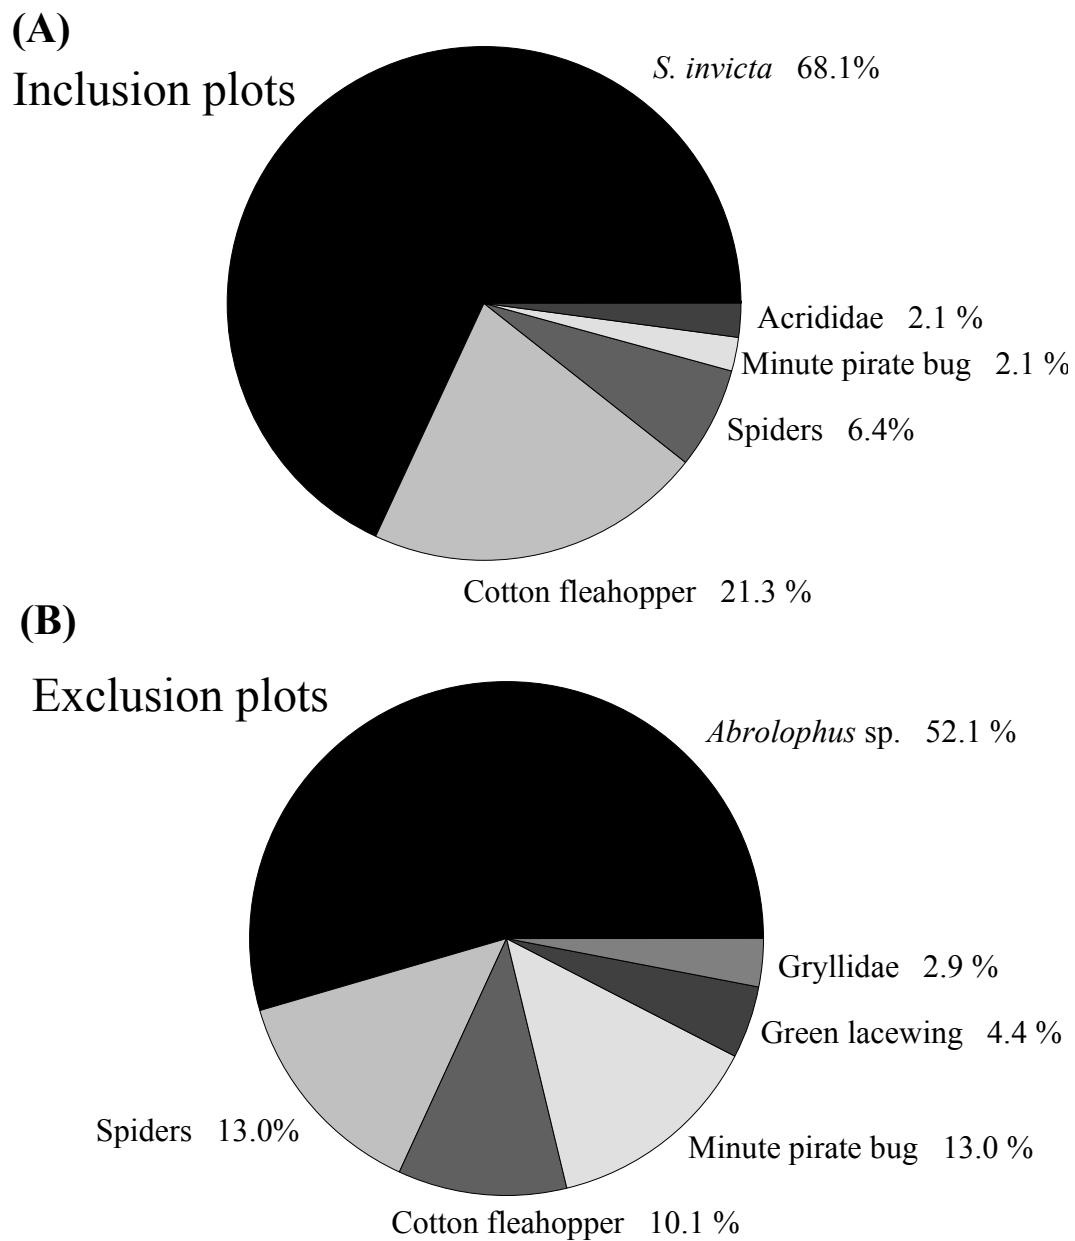 (A)
Inclusion plots
S. invicta 68.1%
Acrididae 2.1 %
Minute pirate bug 2.1 %
Spiders 6.4%
Cotton fleahopper 21.3 %
(B)
Exclusion plots
Abrolophus sp. 52.1 %
Gryllidae 2.9 %
Green lacewing 4.4 %
Spiders 13.0%
Minute pirate bug 13.0 %
Cotton fleahopper 10.1 %